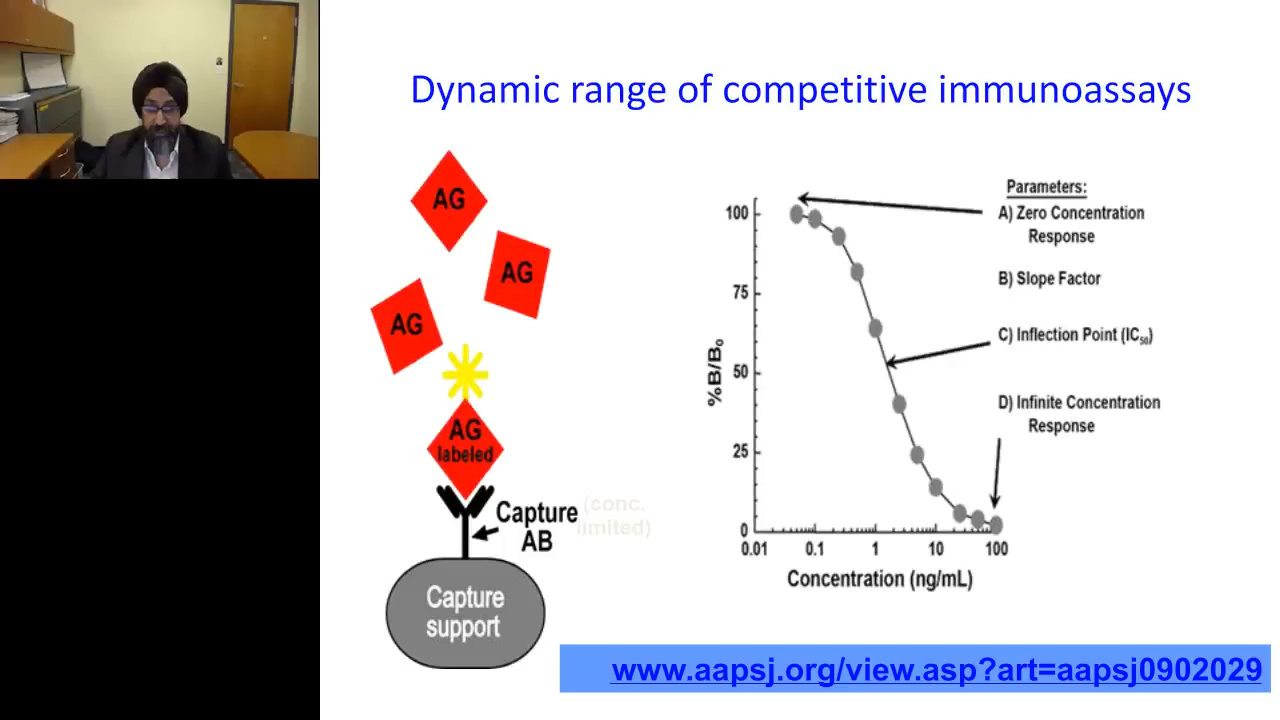 Dynamic range of competitive immunoassays
AG
AG
AG
AG
labeled
Capture
AB
(conc.
limited)
Capture
support
100
75
50
25
0
%B/B₀
0.01 0.1 1 10 100
Concentration (ng/mL)
Parameters:
A) Zero Concentration
Response
B) Slope Factor
C) Inflection Point (IC₅₀)
D) Infinite Concentration
Response
www.aapsj.org/view.asp?art=aapsj0902029